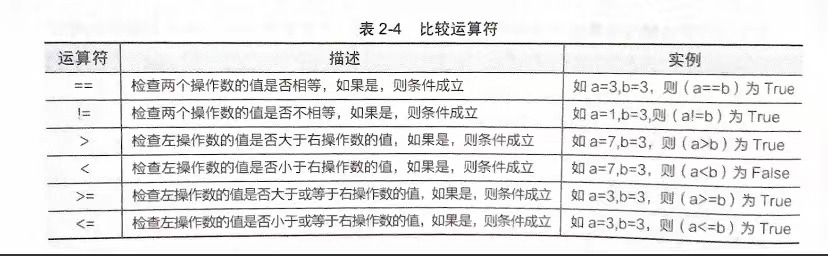 表 2-4 比较运算符
运算符 描述 实例
== 检查两个操作数的值是否相等，如果是，则条件成立 如 a=3,b=3，则（a==b）为 True
!= 检查两个操作数的值是否不相等，如果是，则条件成立 如 a=1,b=3,则（a!=b）为 True
> 检查左操作数的值是否大于右操作数的值，如果是，则条件成立 如 a=7,b=3，则（a>b）为 True
< 检查左操作数的值是否小于右操作数的值，如果是，则条件成立 如 a=7,b=3，则（a<b）为 False
>= 检查左操作数的值是否大于或等于右操作数的值，如果是，则条件成立 如 a=3,b=3，则（a>=b）为 True
<= 检查左操作数的值是否小于或等于右操作数的值，如果是，则条件成立 如 a=3,b=3，则（a<=b）为 True